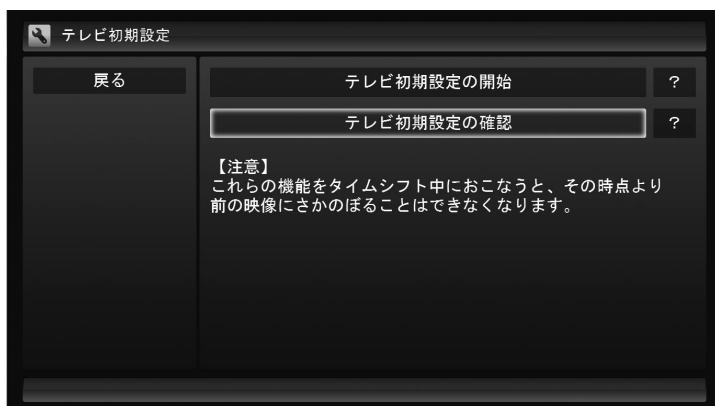 テレビ初期設定
戻る
テレビ初期設定の開始
?
テレビ初期設定の確認
?
【注意】
これらの機能をタイムシフト中におこなうと、その時点より
前の映像にさかのぼることはできなくなります。